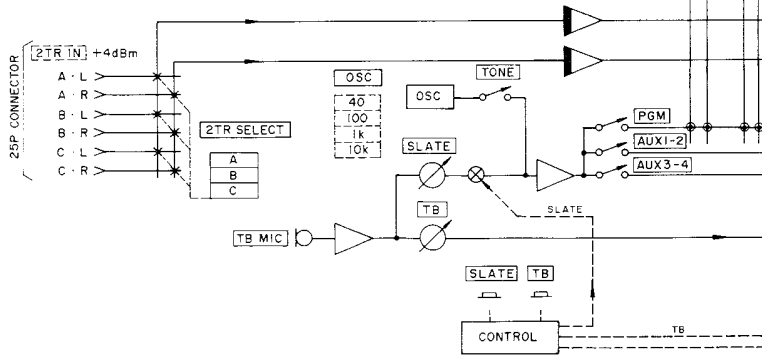 2TR IN +4dBm
25P CONNECTOR
A · L
A · R
B · L
B · R
C · L
C · R
2TR SELECT
A
B
C
OSC
40
100
1k
10k
OSC
TONE
SLATE
TB
TB MIC
PGM
AUX1-2
AUX3-4
SLATE
SLATE
TB
CONTROL
TB